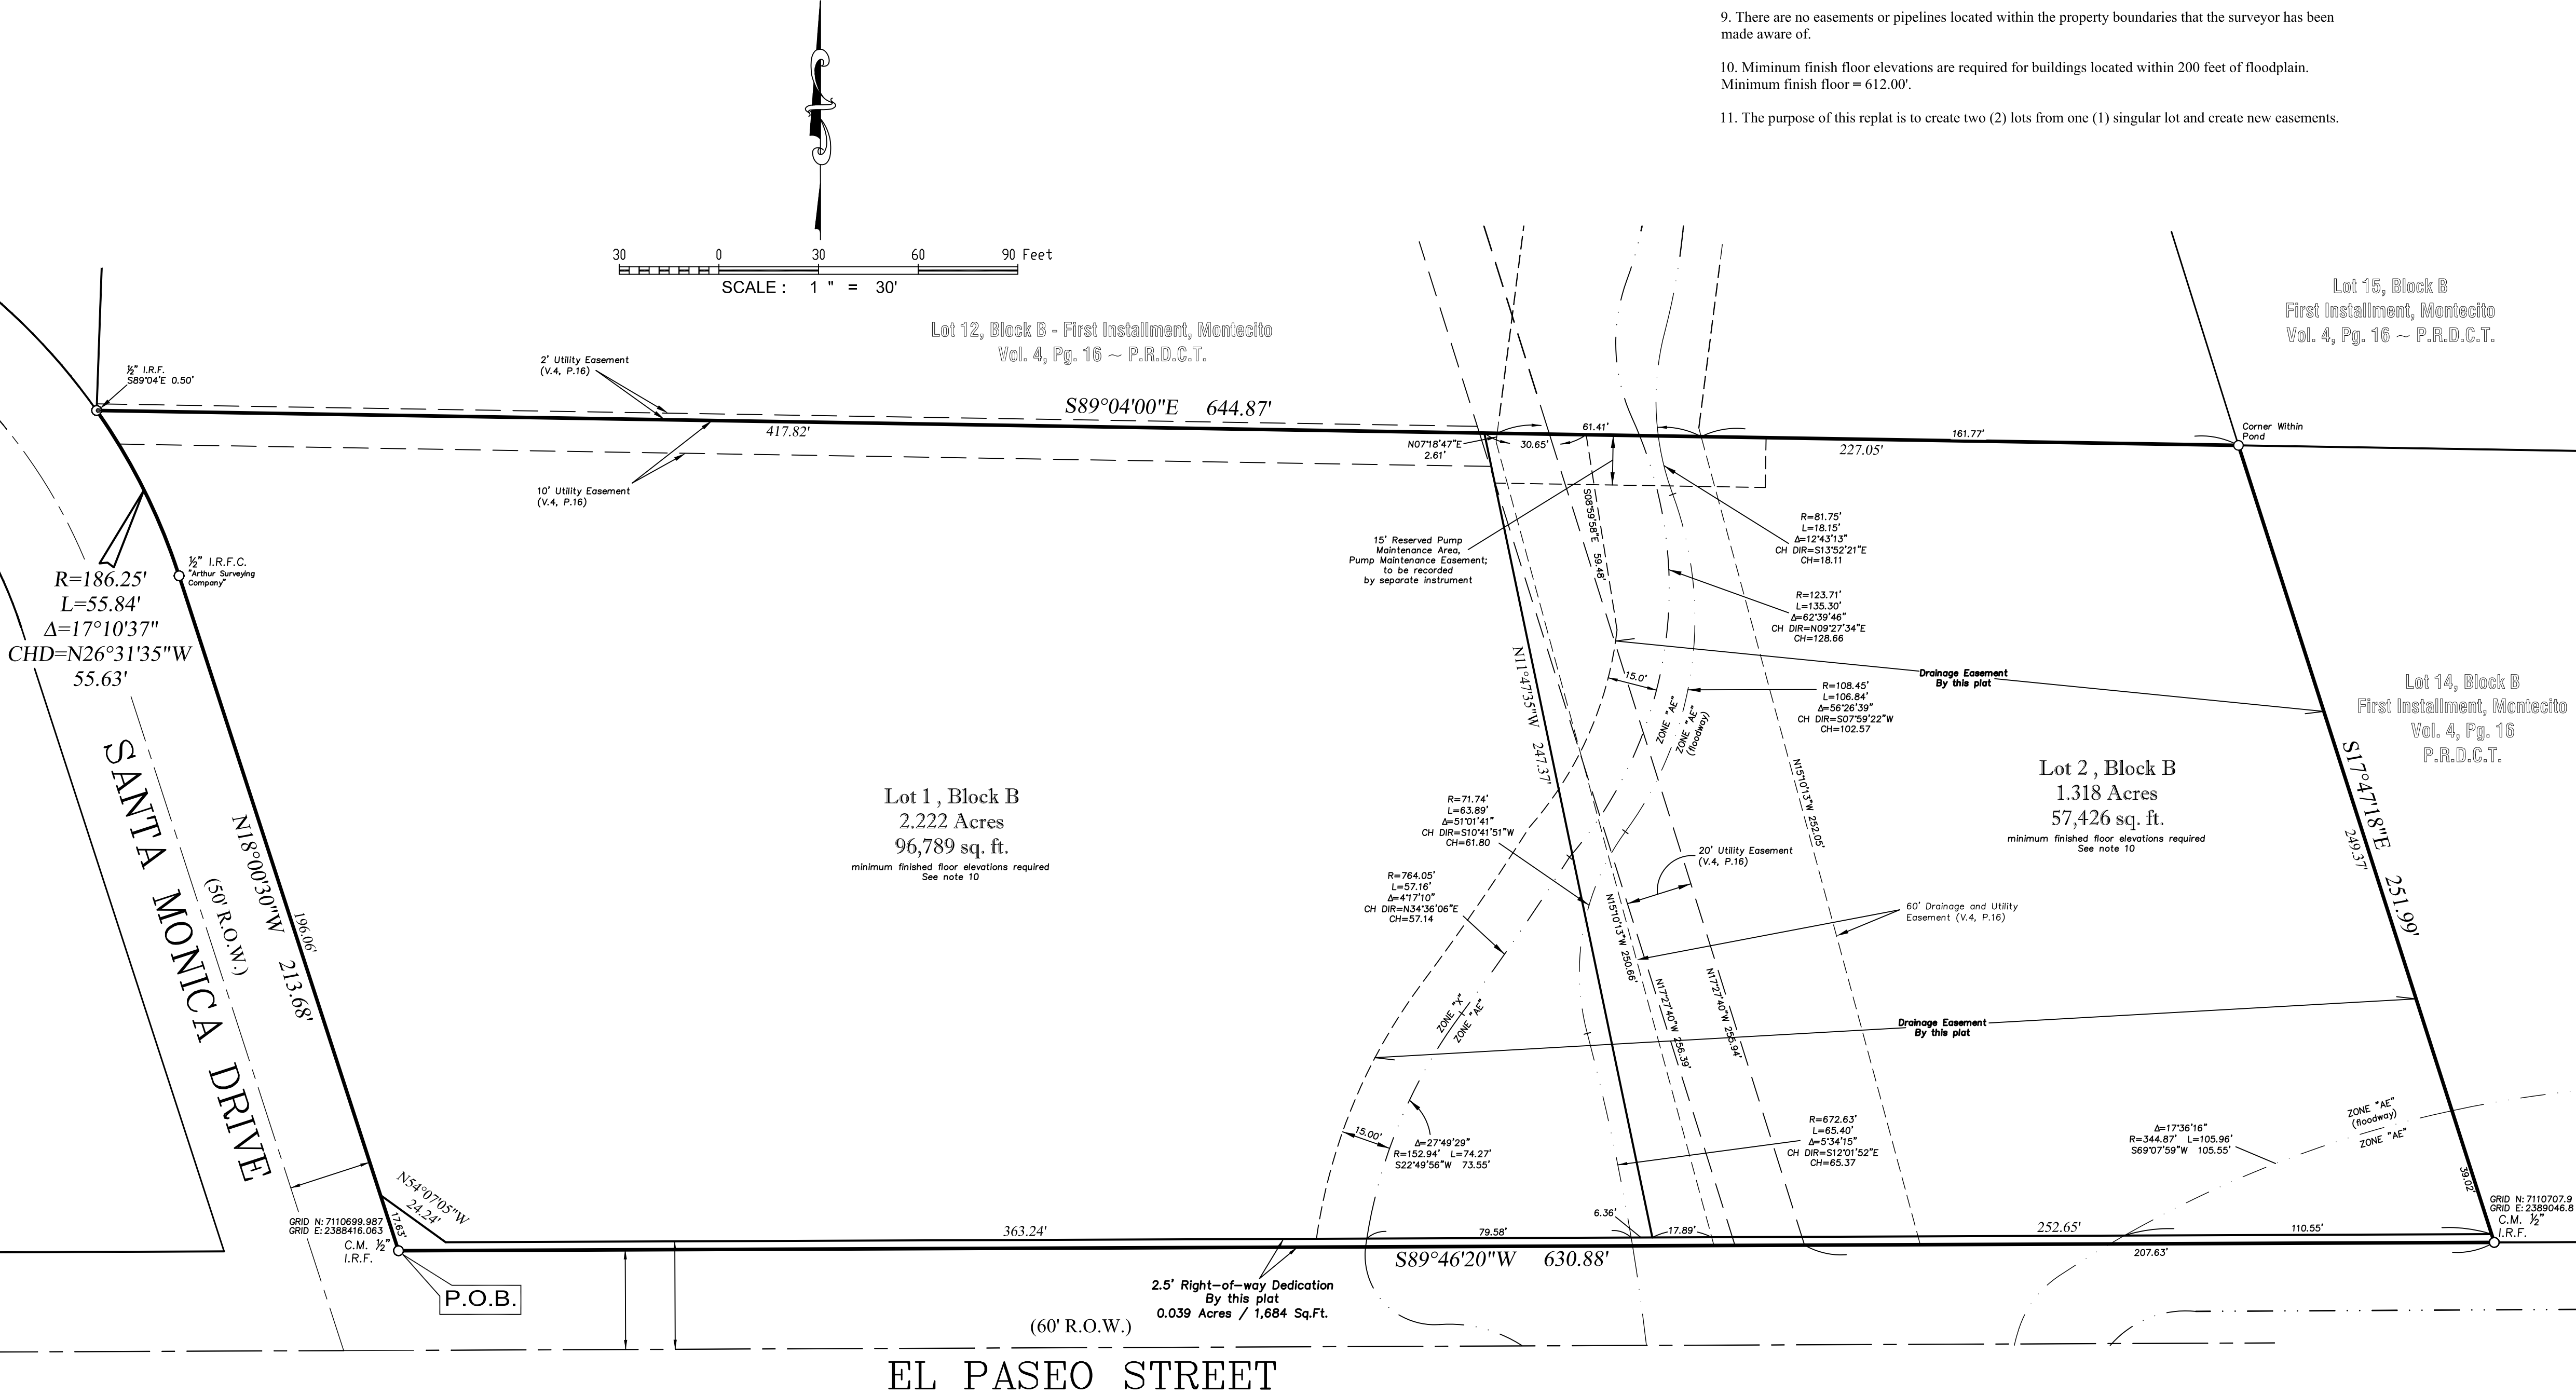 9. There are no easements or pipelines located within the property boundaries that the surveyor has been
made aware of.
10. Miminum finish floor elevations are required for buildings located within 200 feet of floodplain.
Minimum finish floor = 612.00'.
11. The purpose of this replat is to create two (2) lots from one (1) singular lot and create new easements.
30 0 30 60 90 Feet
SCALE : 1 " = 30'
Lot 12, Block B - First Installment, Montecito
Vol. 4, Pg. 16 ~ P.R.D.C.T.
Lot 15, Block B
First Installment, Montecito
Vol. 4, Pg. 16 ~ P.R.D.C.T.
½" I.R.F.
S89°04'E 0.50'
2' Utility Easement
(V.4, P.16)
S89°04'00"E 644.87'
417.82'
N07°18'47"E
2.61'
30.65'
61.41'
161.77'
227.05'
Corner Within
Pond
10' Utility Easement
(V.4, P.16)
½" I.R.F.C.
"Arthur Surveying
Company"
R=186.25'
L=55.84'
Δ=17°10'37"
CHD=N26°31'35"W
55.63'
15' Reserved Pump
Maintenance Area,
Pump Maintenance Easement;
to be recorded
by separate instrument
S08°59'58"E 59.48'
R=81.75'
L=18.15'
Δ=12°43'13"
CH DIR=S13°52'21"E
CH=18.11
R=123.71'
L=135.30'
Δ=62°39'46"
CH DIR=N09°27'34"E
CH=128.66
Drainage Easement
By this plat
15.0'
R=108.45'
L=106.84'
Δ=56°26'39"
CH DIR=S07°59'22"W
CH=102.57
ZONE "AE"
ZONE "AE"
(floodway)
N11°47'35"W 247.37'
Lot 14, Block B
First Installment, Montecito
Vol. 4, Pg. 16
P.R.D.C.T.
S17°47'18"E 251.99'
249.37'
Lot 1 , Block B
2.222 Acres
96,789 sq. ft.
minimum finished floor elevations required
See note 10
Lot 2 , Block B
1.318 Acres
57,426 sq. ft.
minimum finished floor elevations required
See note 10
N15°10'13"W 252.05'
R=71.74'
L=63.89'
Δ=51°01'41"
CH DIR=S10°41'51"W
CH=61.80
20' Utility Easement
(V.4, P.16)
R=764.05'
L=57.16'
Δ=4°17'10"
CH DIR=N34°36'06"E
CH=57.14
60' Drainage and Utility
Easement (V.4, P.16)
N15°10'13"W 250.66'
N17°27'40"W 256.39'
N17°27'40"W 255.94'
SANTA MONICA DRIVE
(50' R.O.W.)
N18°00'30"W 213.68'
196.06'
ZONE "X"
ZONE "AE"
Drainage Easement
By this plat
15.00'
Δ=27°49'29"
R=152.94' L=74.27'
S22°49'56"W 73.55'
R=672.63'
L=65.40'
Δ=5°34'15"
CH DIR=S12°01'52"E
CH=65.37
ZONE "AE"
(floodway)
ZONE "AE"
Δ=17°36'16"
R=344.87' L=105.96'
S69°07'59"W 105.55'
39.02'
N54°07'05"W
24.24'
17.63'
GRID N: 7110699.987
GRID E: 2388416.063
C.M. ½"
I.R.F.
GRID N: 7110707.9
GRID E: 2389046.8
C.M. ½"
I.R.F.
363.24'
79.58'
6.36'
17.89'
252.65'
110.55'
207.63'
S89°46'20"W 630.88'
P.O.B.
2.5' Right-of-way Dedication
By this plat
0.039 Acres / 1,684 Sq.Ft.
(60' R.O.W.)
EL PASEO STREET